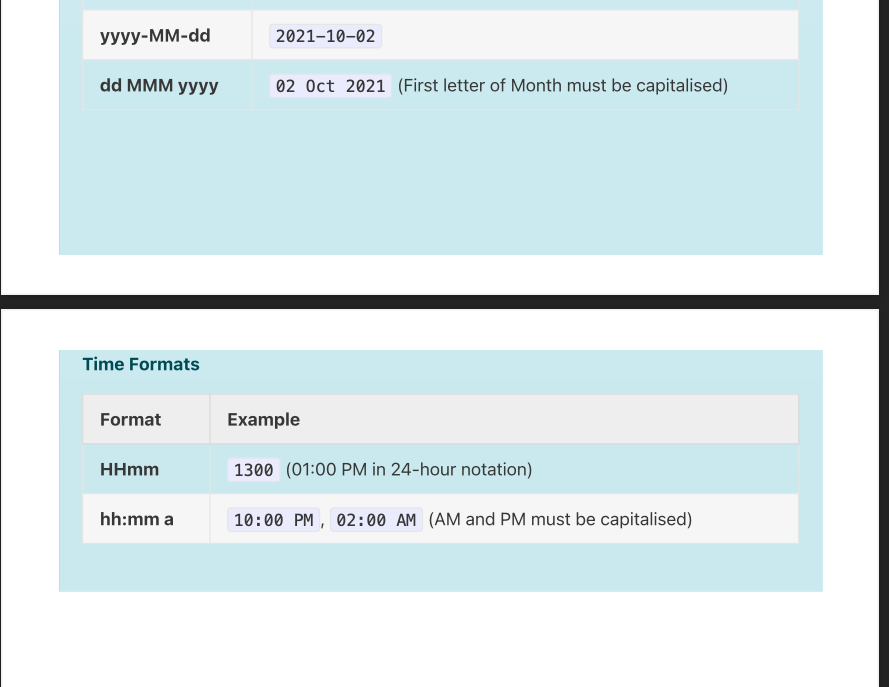 yyyy-MM-dd 2021-10-02
dd MMM yyyy 02 Oct 2021 (First letter of Month must be capitalised)
Time Formats
Format Example
HHmm 1300 (01:00 PM in 24-hour notation)
hh:mm a 10:00 PM, 02:00 AM (AM and PM must be capitalised)